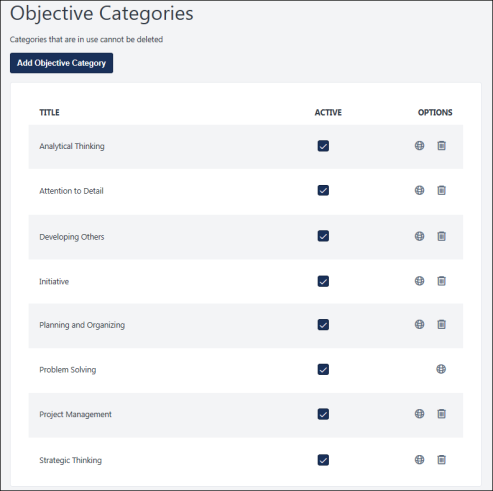 Objective Categories
Categories that are in use cannot be deleted
Add Objective Category
TITLE ACTIVE OPTIONS
Analytical Thinking
Attention to Detail
Developing Others
Initiative
Planning and Organizing
Problem Solving
Project Management
Strategic Thinking